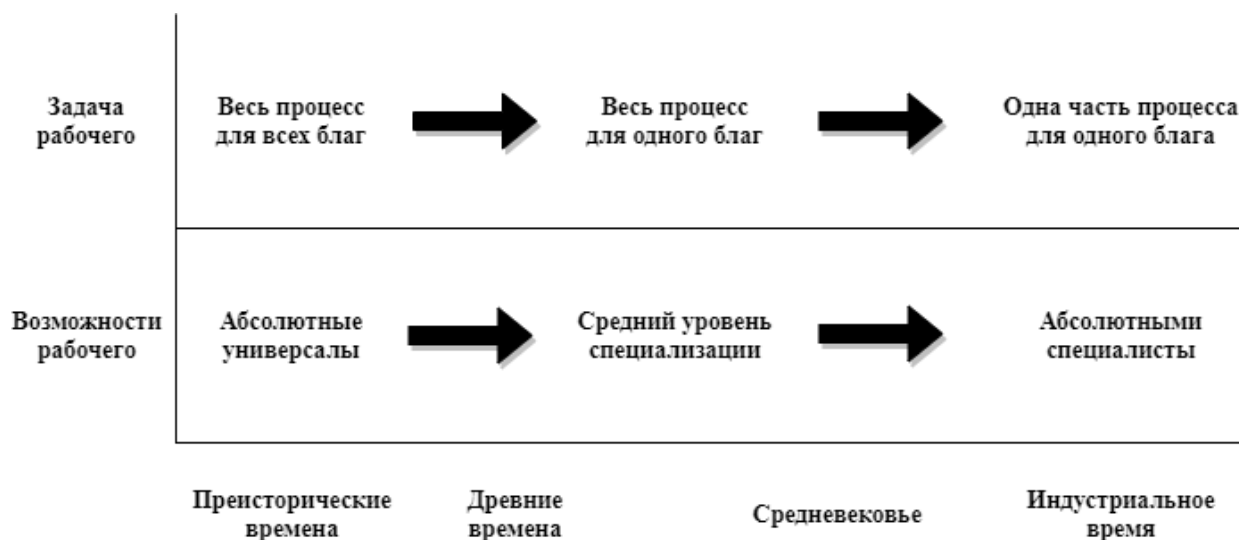 Задача
рабочего
Весь процесс
для всех благ
Весь процесс
для одного благ
Одна часть процесса
для одного блага
Возможности
рабочего
Абсолютные
универсалы
Средний уровень
специализации
Абсолютными
специалисты
Преисторические
времена
Древние
времена
Средневековье
Индустриальное
время